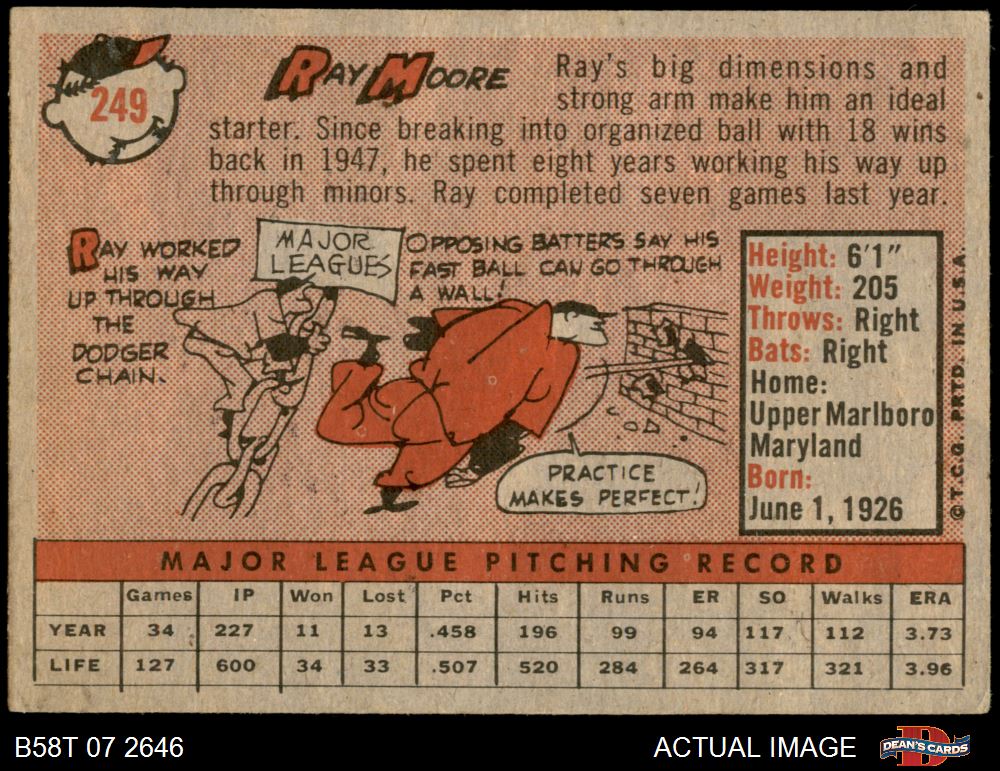 249
RAY MOORE
Ray's big dimensions and
strong arm make him an ideal
starter. Since breaking into organized ball with 18 wins
back in 1947, he spent eight years working his way up
through minors. Ray completed seven games last year.
RAY WORKED
HIS WAY
UP THROUGH
THE
DODGER
CHAIN.
MAJOR
LEAGUES
OPPOSING BATTERS SAY HIS
FAST BALL CAN GO THROUGH
A WALL!
PRACTICE
MAKES PERFECT!
Height: 6'1"
Weight: 205
Throws: Right
Bats: Right
Home:
Upper Marlboro
Maryland
Born:
June 1, 1926
©T.C.G. PRTD. IN U.S.A.
MAJOR LEAGUE PITCHING RECORD
Games IP Won Lost Pct Hits Runs ER SO Walks ERA
YEAR 34 227 11 13 .458 196 99 94 117 112 3.73
LIFE 127 600 34 33 .507 520 284 264 317 321 3.96
B58T 07 2646
ACTUAL IMAGE
DEAN'S CARDS